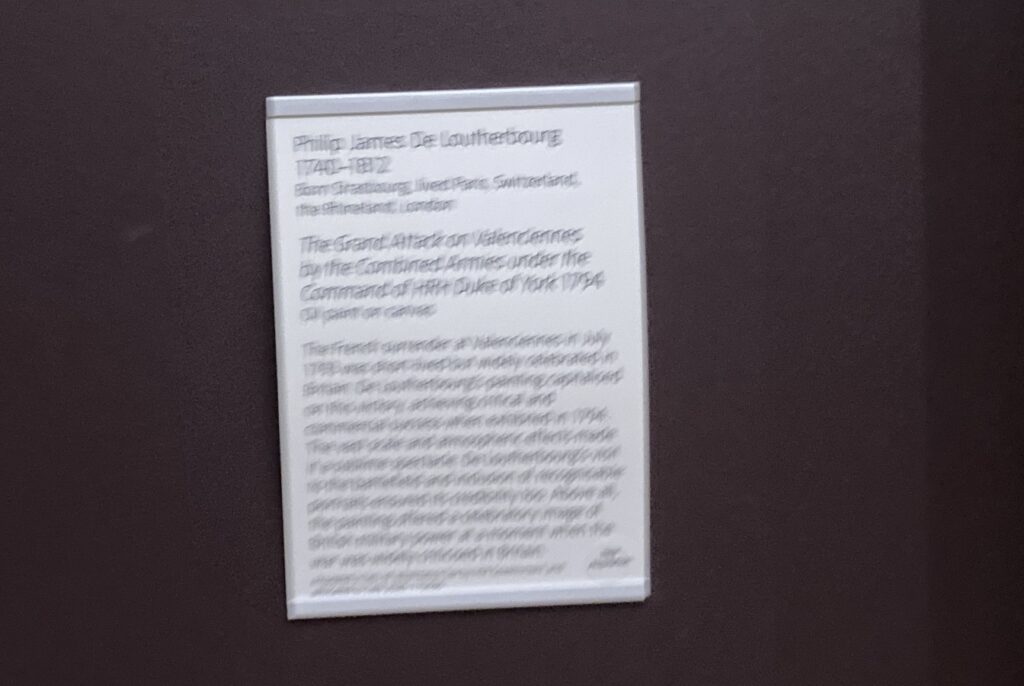 Philip James De Loutherbourg
1740–1812
Born Strasbourg, lived Paris, Switzerland,
the Rhineland, London
The Grand Attack on Valenciennes
by the Combined Armies under the
Command of HRH Duke of York 1794
Oil paint on canvas
The French surrender at Valenciennes in July
1793 was short-lived but widely celebrated in
Britain. De Loutherbourg's painting capitalised
on this victory, achieving critical and
commercial success when exhibited in 1794.
The vast scale and atmospheric effects made
it a sublime spectacle. De Loutherbourg's visit
to the battlefield and inclusion of recognisable
portraits ensured its credibility too. Above all,
the painting offered a celebratory image of
British military power at a moment when the
war was widely criticised in Britain.